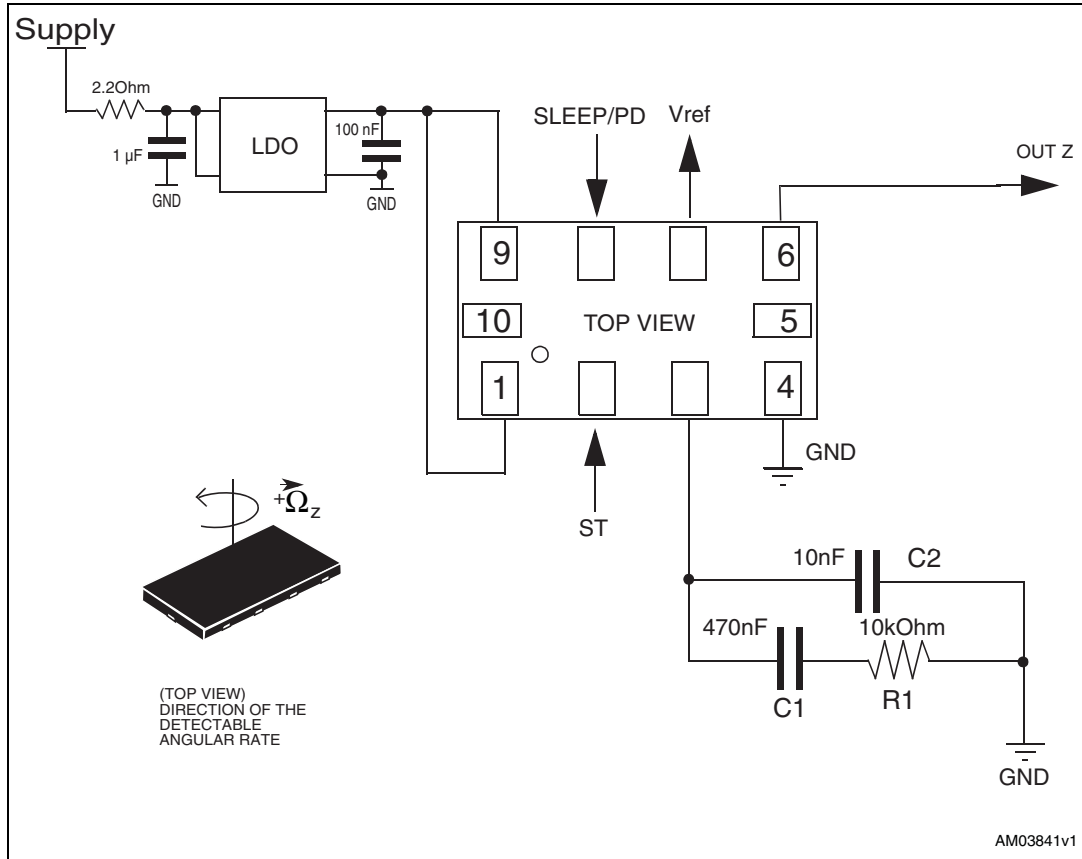 Supply
2.2Ohm
1 µF
GND
LDO
100 nF
GND
SLEEP/PD
Vref
OUT Z
9
6
10
TOP VIEW
5
1
4
GND
ST
+Ωz
10nF
C2
470nF
10kOhm
C1
R1
GND
(TOP VIEW)
DIRECTION OF THE
DETECTABLE
ANGULAR RATE
AM03841v1